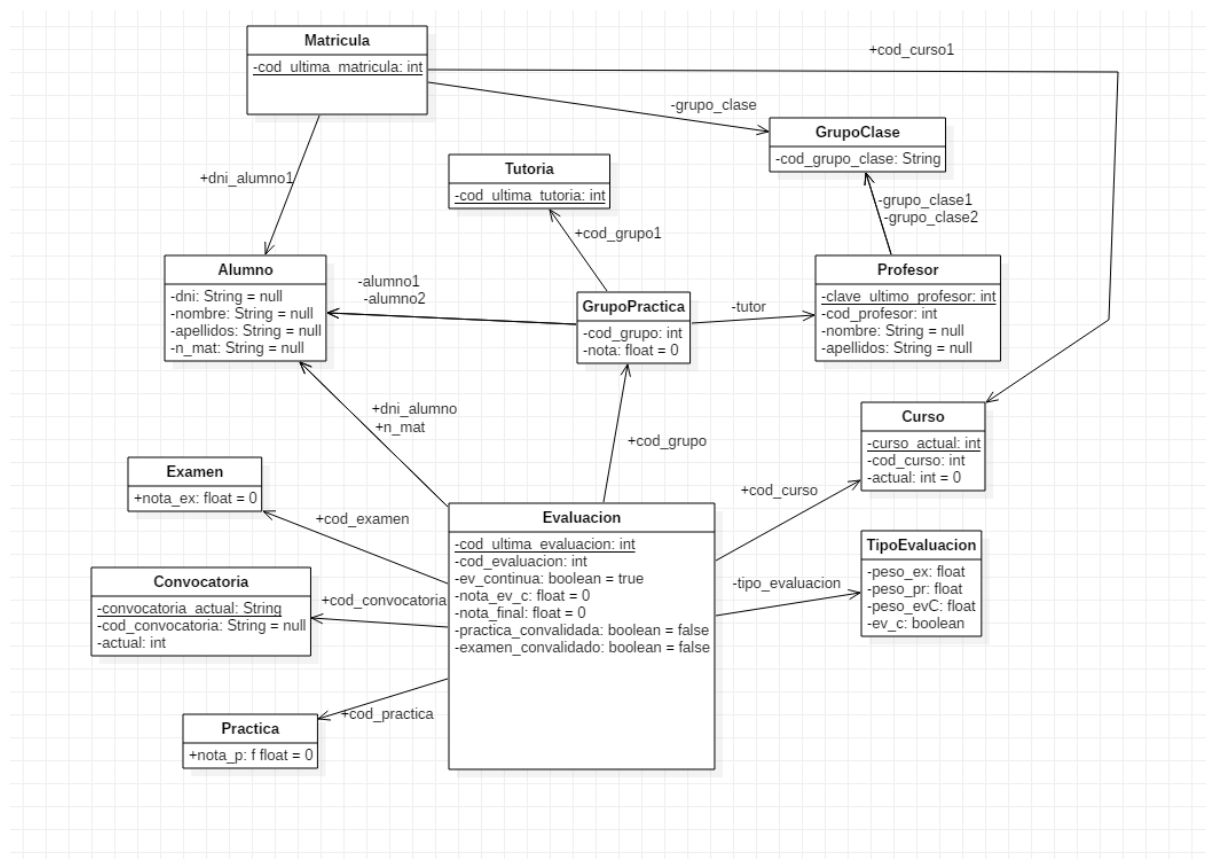 Matricula
-cod_ultima_matricula: int
+cod_curso1
-grupo_clase
GrupoClase
-cod_grupo_clase: String
Tutoria
-cod_ultima_tutoria: int
+dni_alumno1
-grupo_clase1
-grupo_clase2
+cod_grupo1
Alumno
-dni: String = null
-nombre: String = null
-apellidos: String = null
-n_mat: String = null
-alumno1
-alumno2
GrupoPractica
-cod_grupo: int
-nota: float = 0
-tutor
Profesor
-clave_ultimo_profesor: int
-cod_profesor: int
-nombre: String = null
-apellidos: String = null
+dni_alumno
+n_mat
+cod_grupo
Curso
-curso_actual: int
-cod_curso: int
-actual: int = 0
Examen
+nota_ex: float = 0
+cod_examen
+cod_curso
Evaluacion
-cod_ultima_evaluacion: int
-cod_evaluacion: int
-ev_continua: boolean = true
-nota_ev_c: float = 0
-nota_final: float = 0
-practica_convalidada: boolean = false
-examen_convalidado: boolean = false
TipoEvaluacion
-peso_ex: float
-peso_pr: float
-peso_evC: float
-ev_c: boolean
-tipo_evaluacion
Convocatoria
-convocatoria_actual: String
-cod_convocatoria: String = null
-actual: int
+cod_convocatoria
+cod_practica
Practica
+nota_p: f float = 0